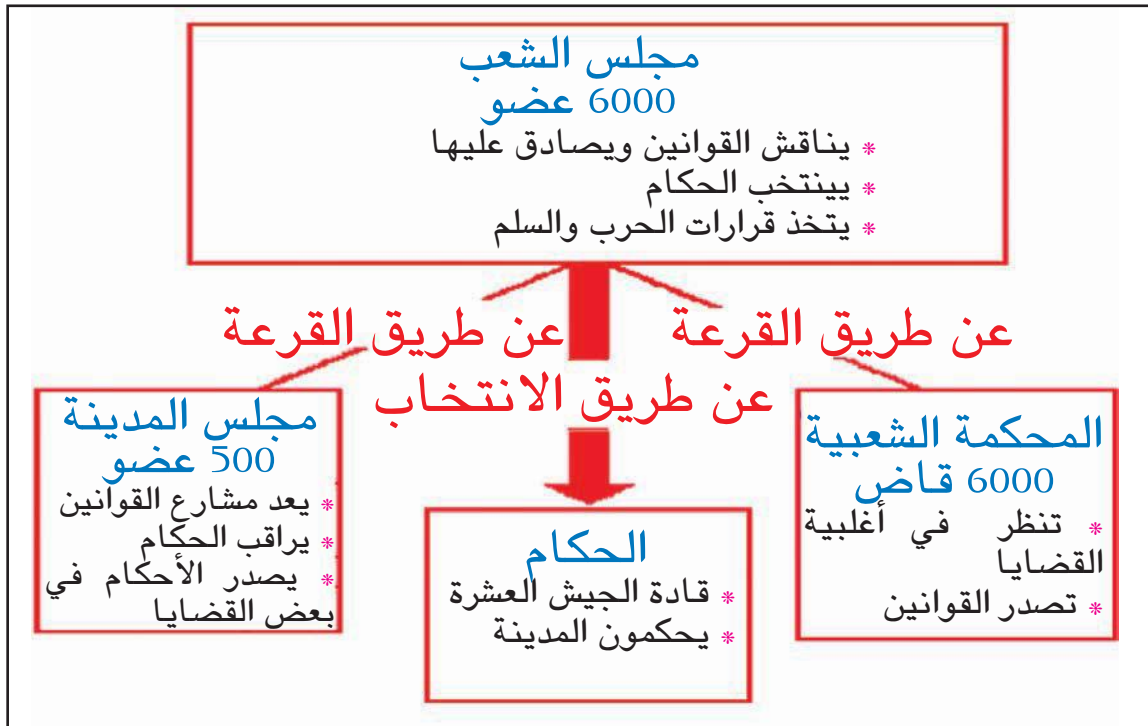 مجلس الشعب
6000 عضو
* يناقش القوانين ويصادق عليها
* يينتخب الحكام
* يتخذ قرارات الحرب والسلم
عن طريق القرعة
عن طريق القرعة
عن طريق الانتخاب
المحكمة الشعبية
6000 قاض
* تنظر في أغلبية
القضايا
* تصدر القوانين
الحكام
* قادة الجيش العشرة
* يحكمون المدينة
مجلس المدينة
500 عضو
* يعد مشارع القوانين
* يراقب الحكام
* يصدر الأحكام في
بعض القضايا